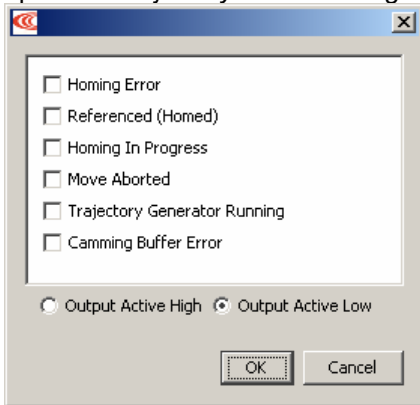 Homing Error
Referenced (Homed)
Homing In Progress
Move Aborted
Trajectory Generator Running
Camming Buffer Error
Output Active High Output Active Low
OK Cancel